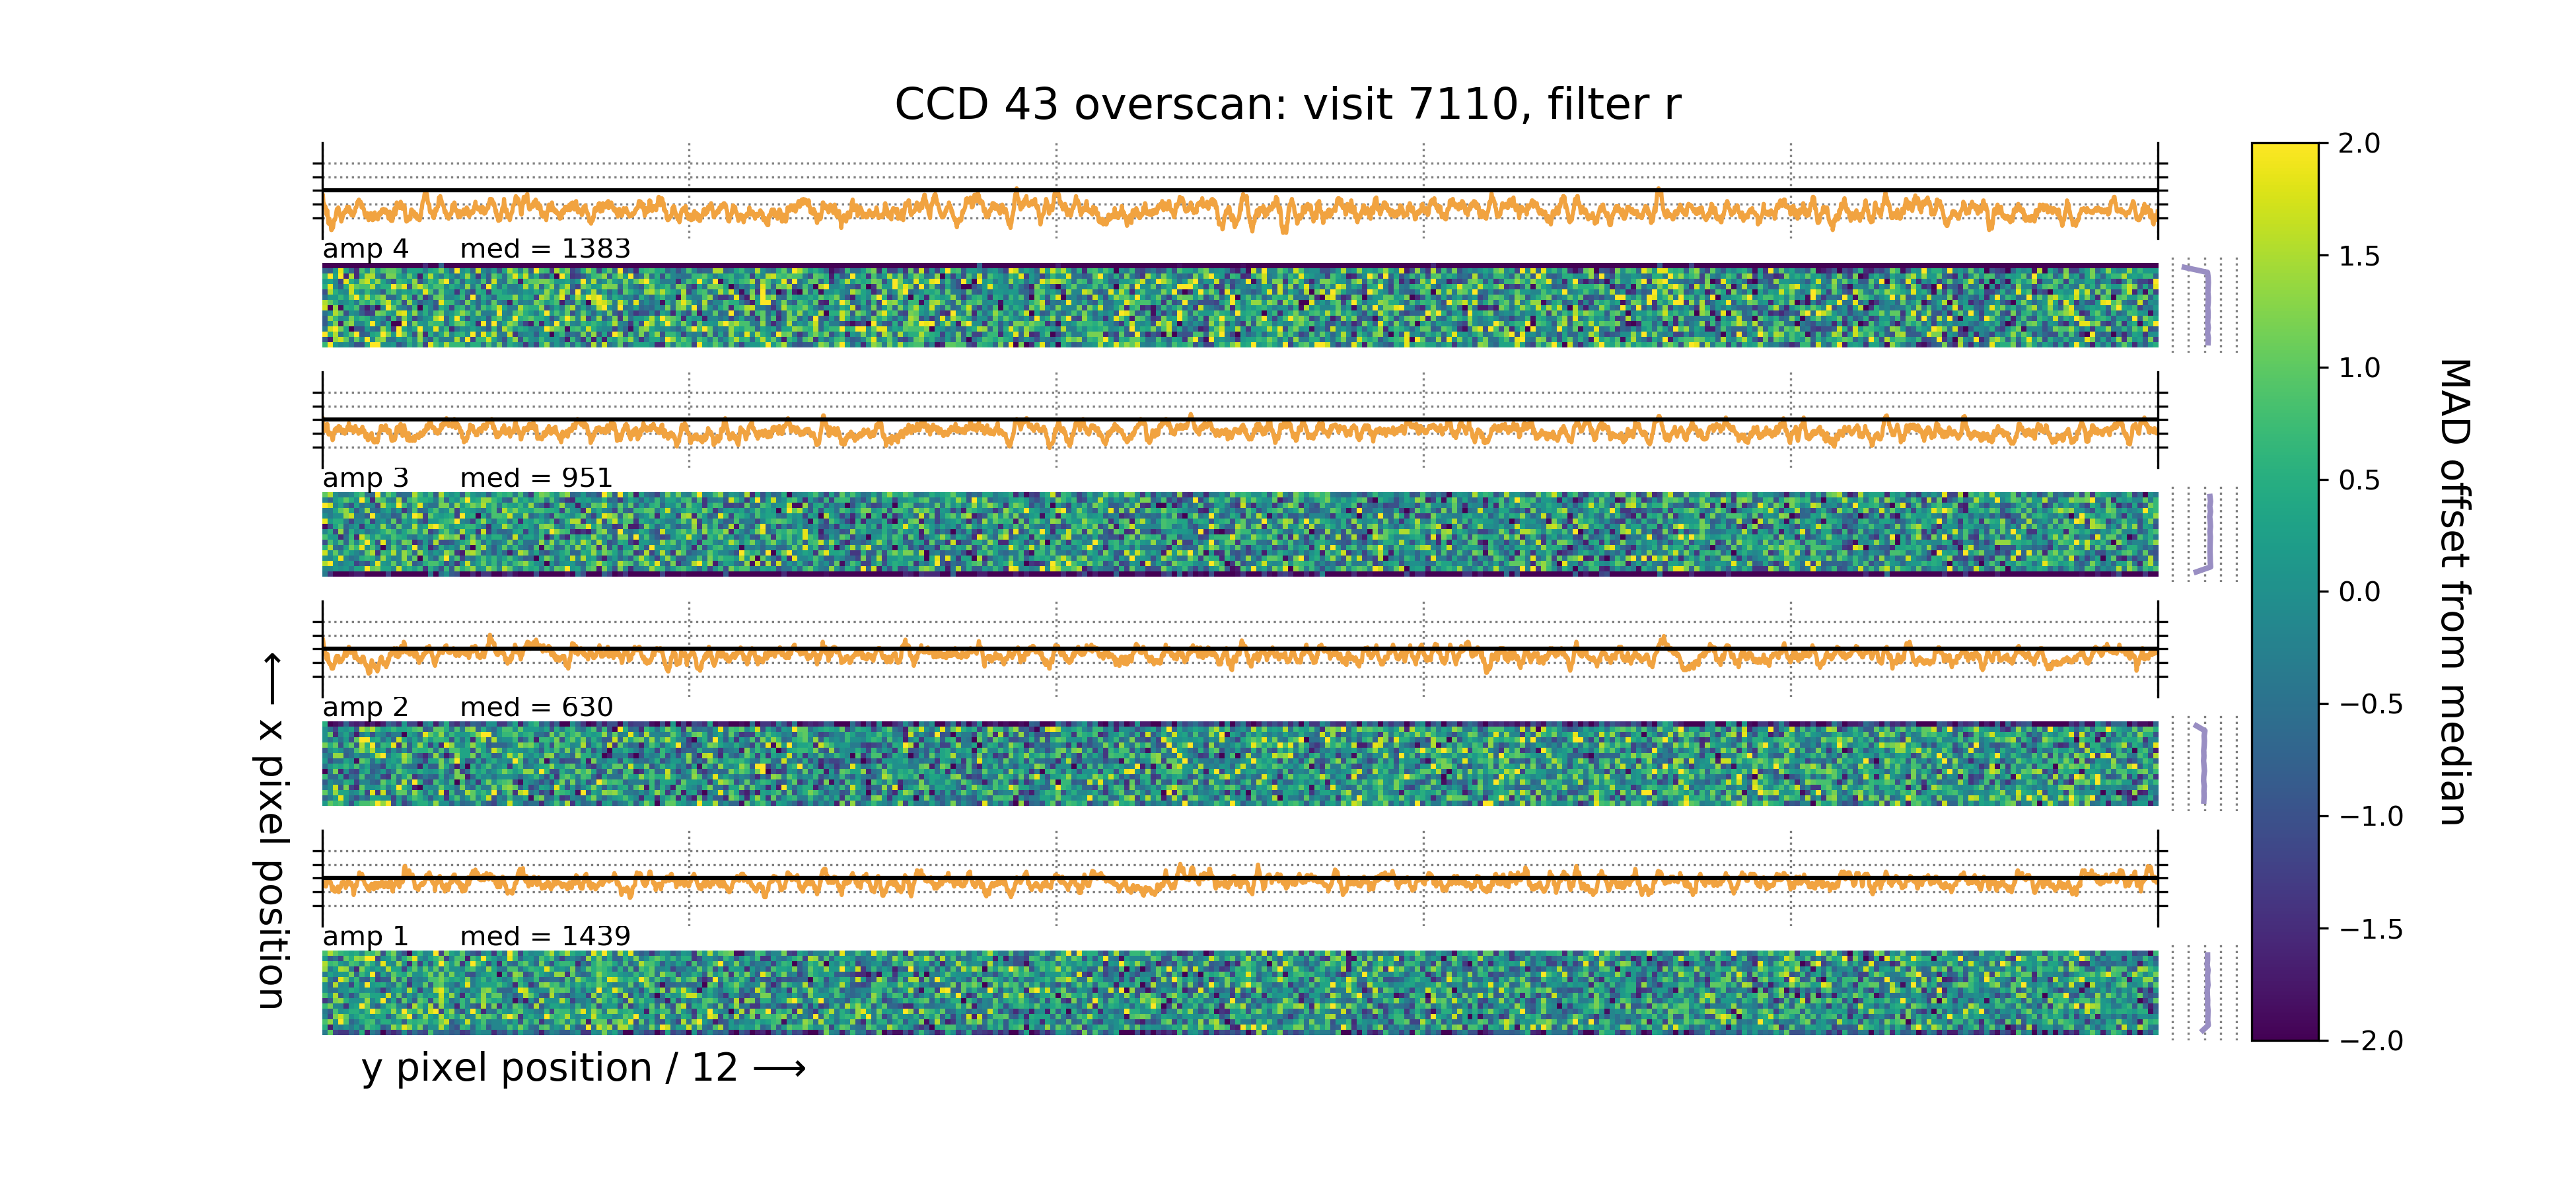 CCD 43 overscan: visit 7110, filter r
amp 4 med = 1383
amp 3 med = 951
amp 2 med = 630
amp 1 med = 1439
y pixel position / 12 ⟶
⟵ x pixel position
2.0
1.5
1.0
0.5
0.0
−0.5
−1.0
−1.5
−2.0
MAD offset from median